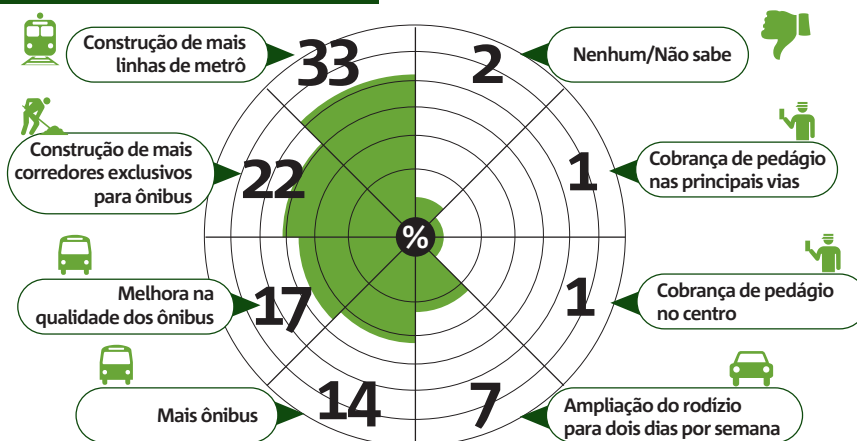 Construção de mais
linhas de metrô
33
2
Nenhum/Não sabe
Construção de mais
corredores exclusivos
para ônibus
22
1
Cobrança de pedágio
nas principais vias
%
Melhora na
qualidade dos ônibus
17
1
Cobrança de pedágio
no centro
Mais ônibus
14
7
Ampliação do rodízio
para dois dias por semana